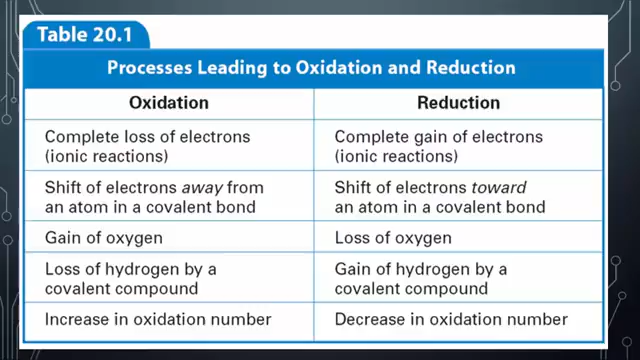 Table 20.1
Processes Leading to Oxidation and Reduction
Oxidation
Reduction
Complete loss of electrons
(ionic reactions)
Complete gain of electrons
(ionic reactions)
Shift of electrons away from
an atom in a covalent bond
Shift of electrons toward
an atom in a covalent bond
Gain of oxygen
Loss of oxygen
Loss of hydrogen by a
covalent compound
Gain of hydrogen by a
covalent compound
Increase in oxidation number
Decrease in oxidation number